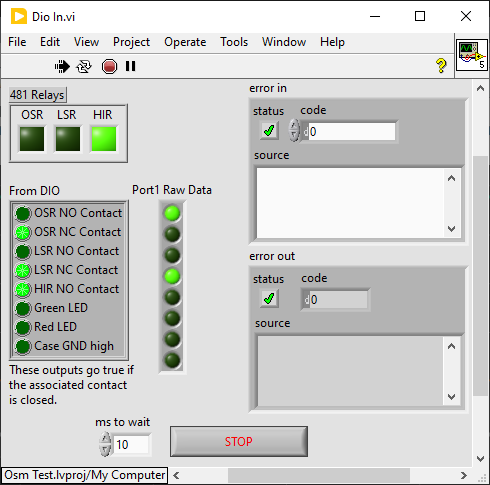 Dio In.vi
File Edit View Project Operate Tools Window Help
5
481 Relays
OSR LSR HIR
From DIO
OSR NO Contact
OSR NC Contact
LSR NO Contact
LSR NC Contact
HIR NO Contact
Green LED
Red LED
Case GND high
These outputs go true if
the associated contact
is closed.
Port1 Raw Data
ms to wait
10
STOP
error in
status code
d0
source
error out
status code
d0
source
Osm Test.lvproj/My Computer